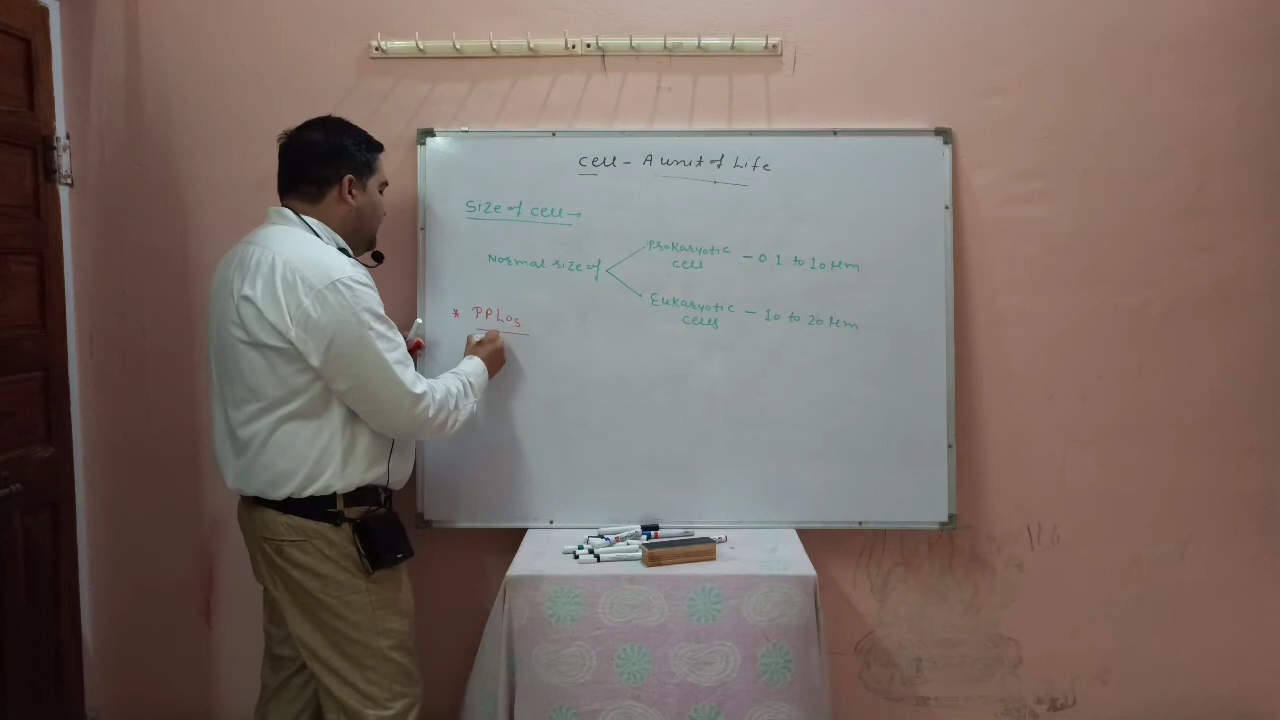 Cell - A unit of Life
Size of cell →
Normal size of
Prokaryotic cell - 0.1 to 10 μm
Eukaryotic cells - 10 to 20 μm
* PPLOs